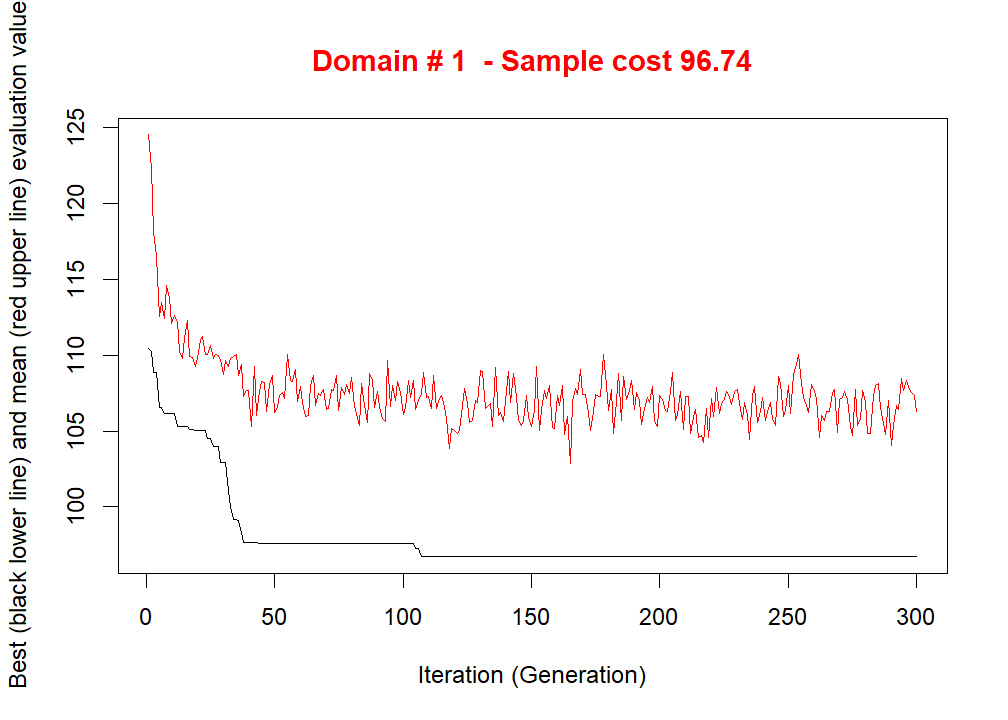 Domain # 1  - Sample cost 96.74
Best (black lower line) and mean (red upper line) evaluation value
125
120
115
110
105
100
0 50 100 150 200 250 300
Iteration (Generation)